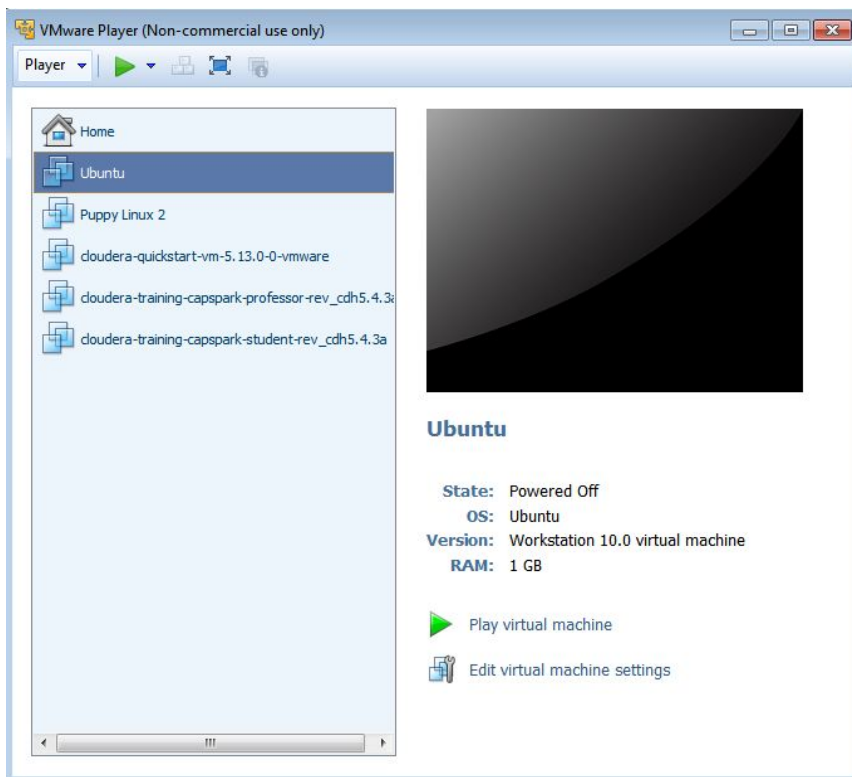 VMware Player (Non-commercial use only)
Player
Home
Ubuntu
Puppy Linux 2
cloudera-quickstart-vm-5.13.0-0-vmware
cloudera-training-capspark-professor-rev_cdh5.4.3a
cloudera-training-capspark-student-rev_cdh5.4.3a
Ubuntu
State: Powered Off
OS: Ubuntu
Version: Workstation 10.0 virtual machine
RAM: 1 GB
Play virtual machine
Edit virtual machine settings